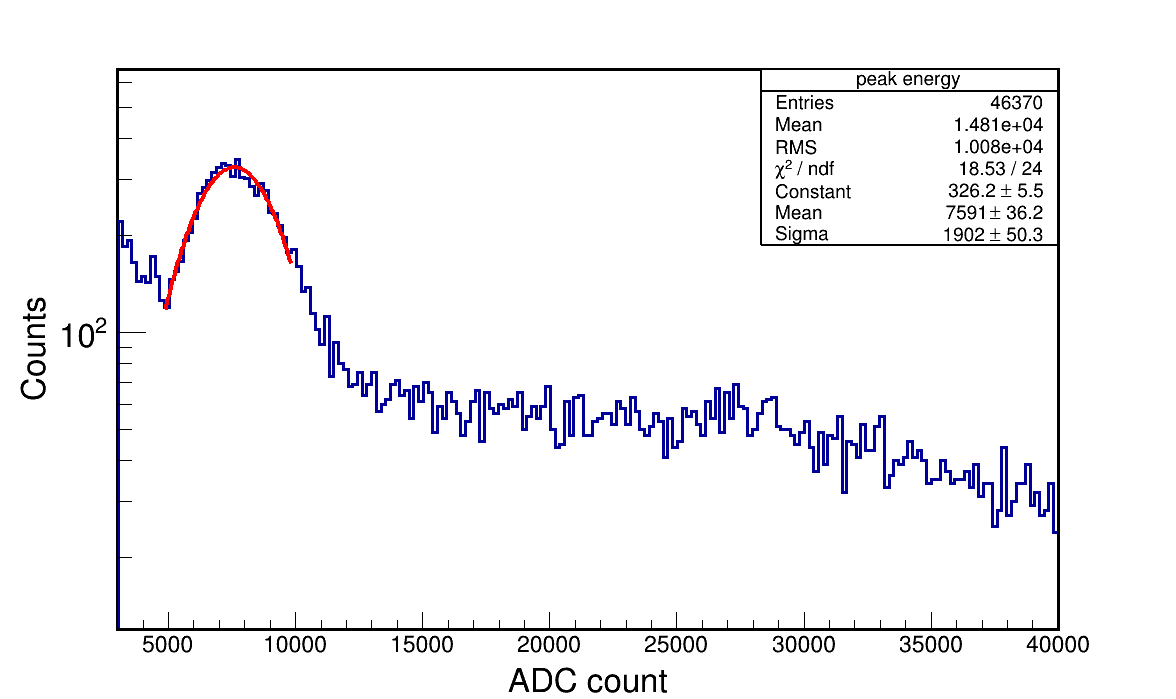 peak energy
Entries 46370
Mean 1.481e+04
RMS 1.008e+04
χ² / ndf 18.53 / 24
Constant 326.2 ± 5.5
Mean 7591 ± 36.2
Sigma 1902 ± 50.3
Counts
10²
5000 10000 15000 20000 25000 30000 35000 40000
ADC count